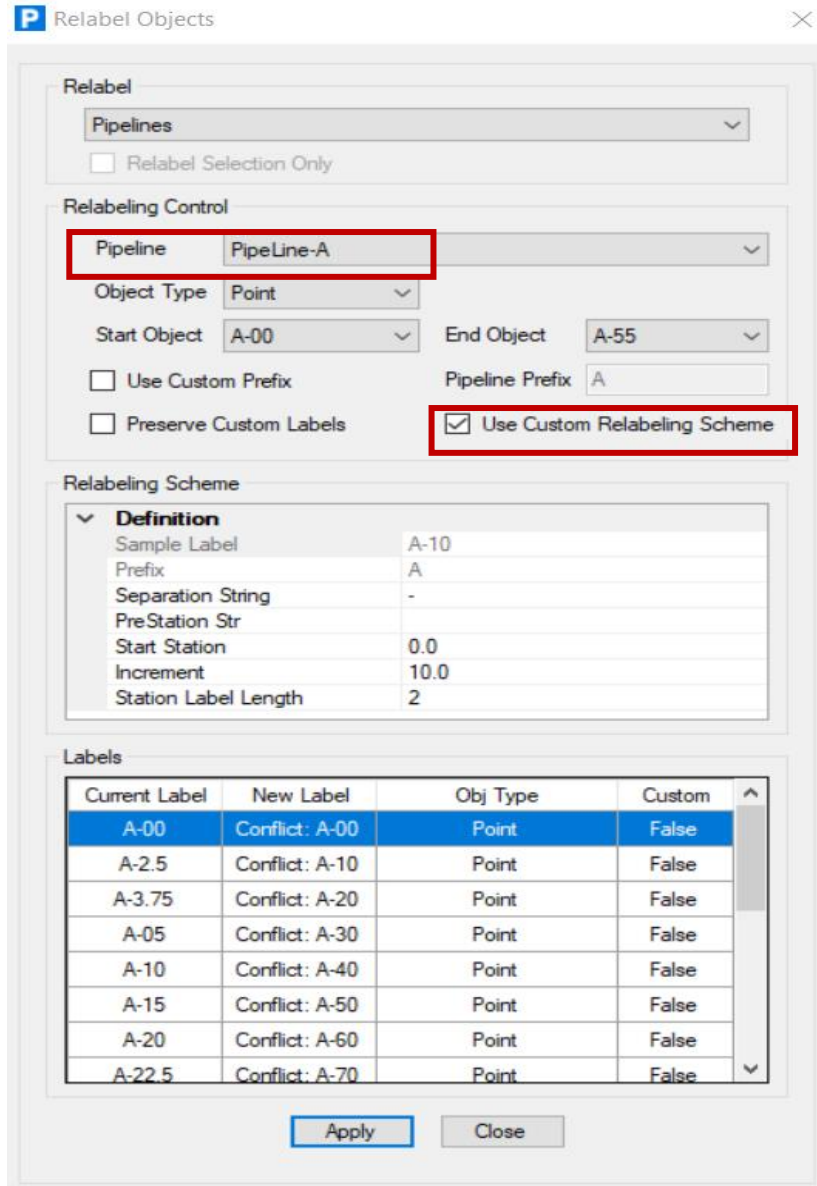 P Relabel Objects
Relabel
Pipelines
Relabel Selection Only
Relabeling Control
Pipeline PipeLine-A
Object Type Point
Start Object A-00 End Object A-55
Use Custom Prefix Pipeline Prefix A
Preserve Custom Labels Use Custom Relabeling Scheme
Relabeling Scheme
Definition
Sample Label A-10
Prefix A
Separation String -
PreStation Str
Start Station 0.0
Increment 10.0
Station Label Length 2
Labels
Current Label New Label Obj Type Custom
A-00 Conflict: A-00 Point False
A-2.5 Conflict: A-10 Point False
A-3.75 Conflict: A-20 Point False
A-05 Conflict: A-30 Point False
A-10 Conflict: A-40 Point False
A-15 Conflict: A-50 Point False
A-20 Conflict: A-60 Point False
A-22.5 Conflict: A-70 Point False
Apply Close